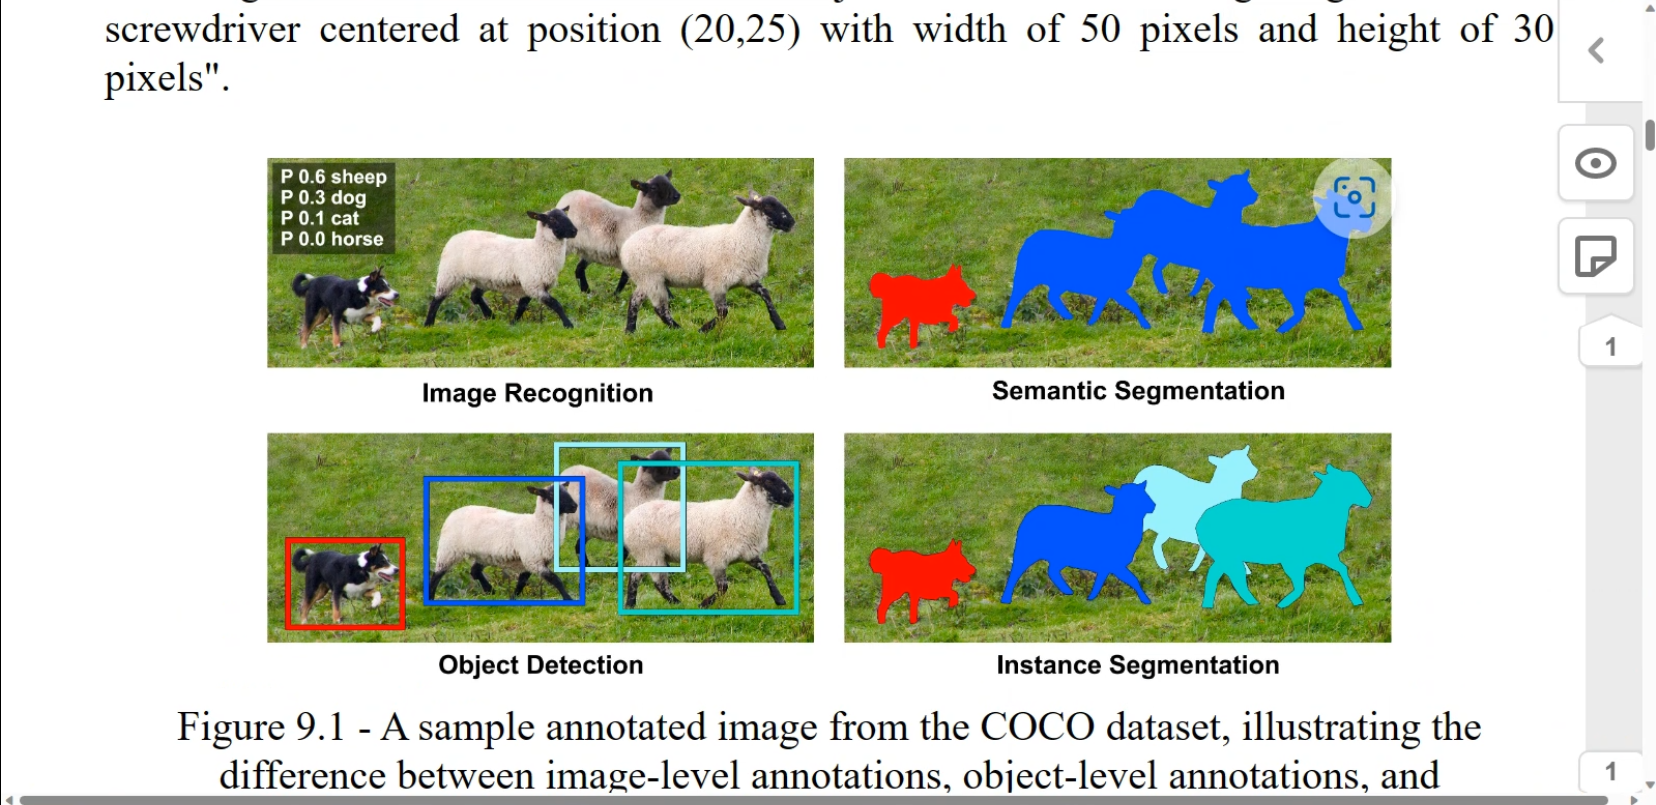 screwdriver centered at position (20,25) with width of 50 pixels and height of 30
pixels".
P 0.6 sheep
P 0.3 dog
P 0.1 cat
P 0.0 horse
Image Recognition
Semantic Segmentation
Object Detection
Instance Segmentation
Figure 9.1 - A sample annotated image from the COCO dataset, illustrating the
difference between image-level annotations, object-level annotations, and
1
1